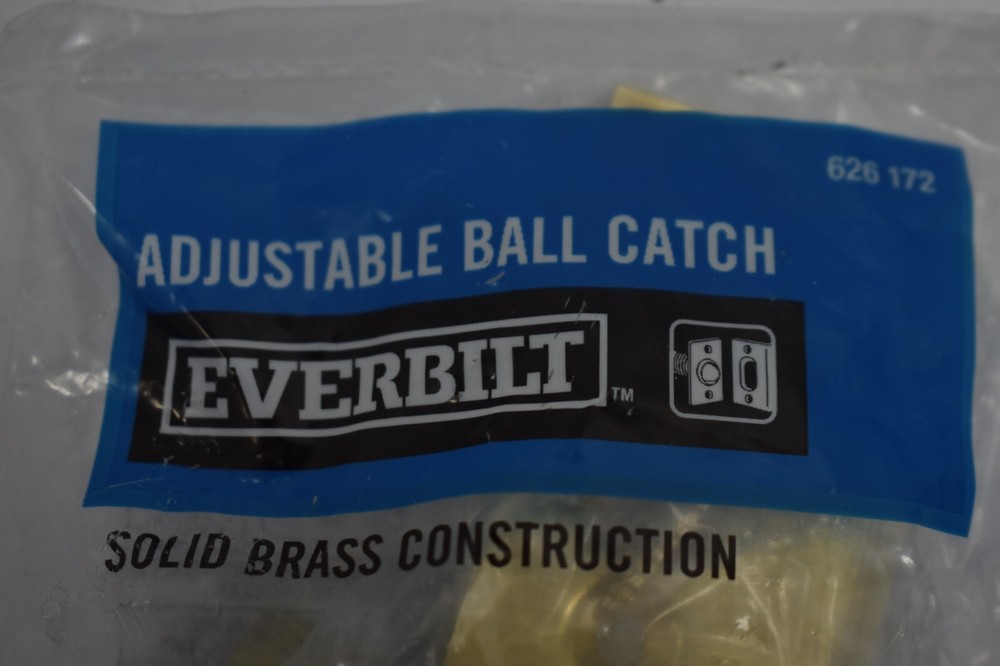 626 172
ADJUSTABLE BALL CATCH
EVERBILT™
SOLID BRASS CONSTRUCTION